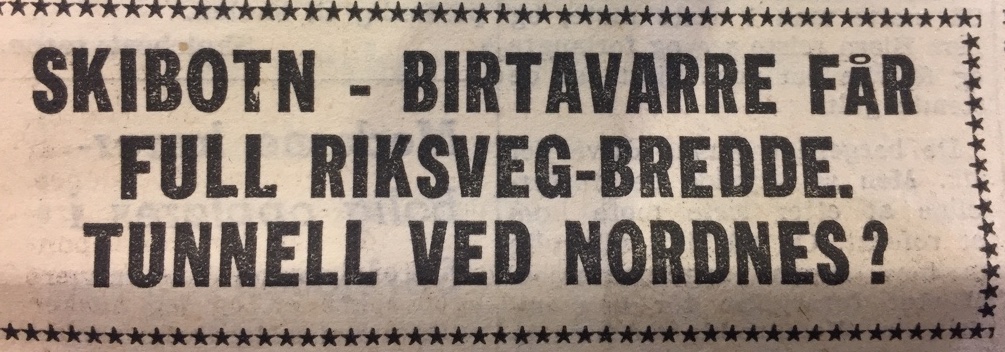 SKIBOTN - BIRTAVARRE FÅR
FULL RIKSVEG-BREDDE.
TUNNELL VED NORDNES?